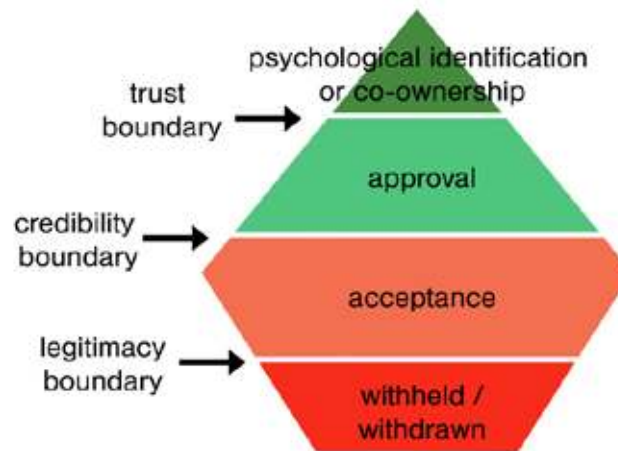 psychological identification
or co-ownership
trust
boundary
approval
credibility
boundary
acceptance
legitimacy
boundary
withheld /
withdrawn